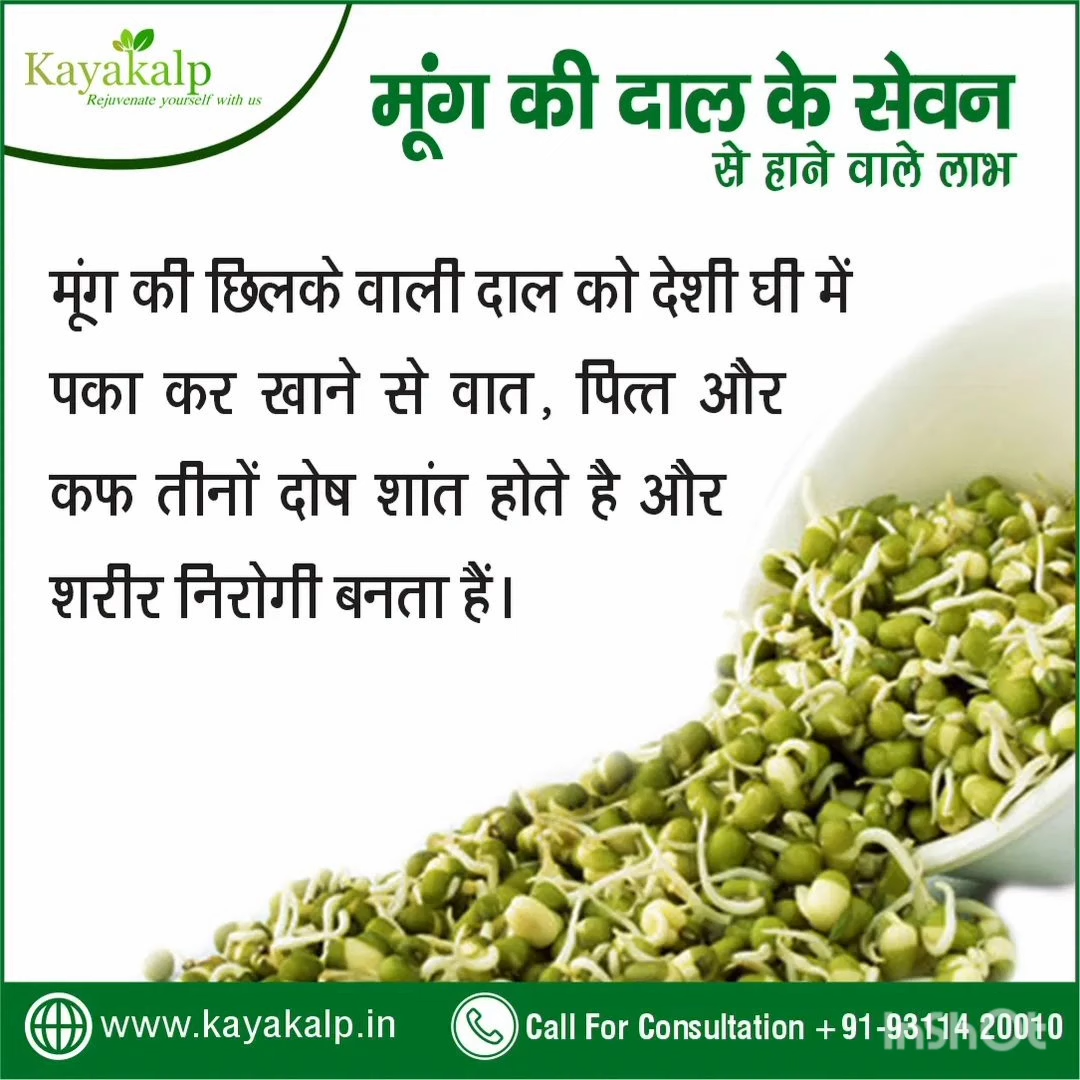 Kayakalp
Rejuvenate yourself with us
मूंग की दाल के सेवन
से हाने वाले लाभ
मूंग की छिलके वाली दाल को देशी घी में
पका कर खाने से वात, पित्त और
कफ तीनों दोष शांत होते है और
शरीर निरोगी बनता हैं।
www.kayakalp.in
Call For Consultation +91-93114 20010
InShOt